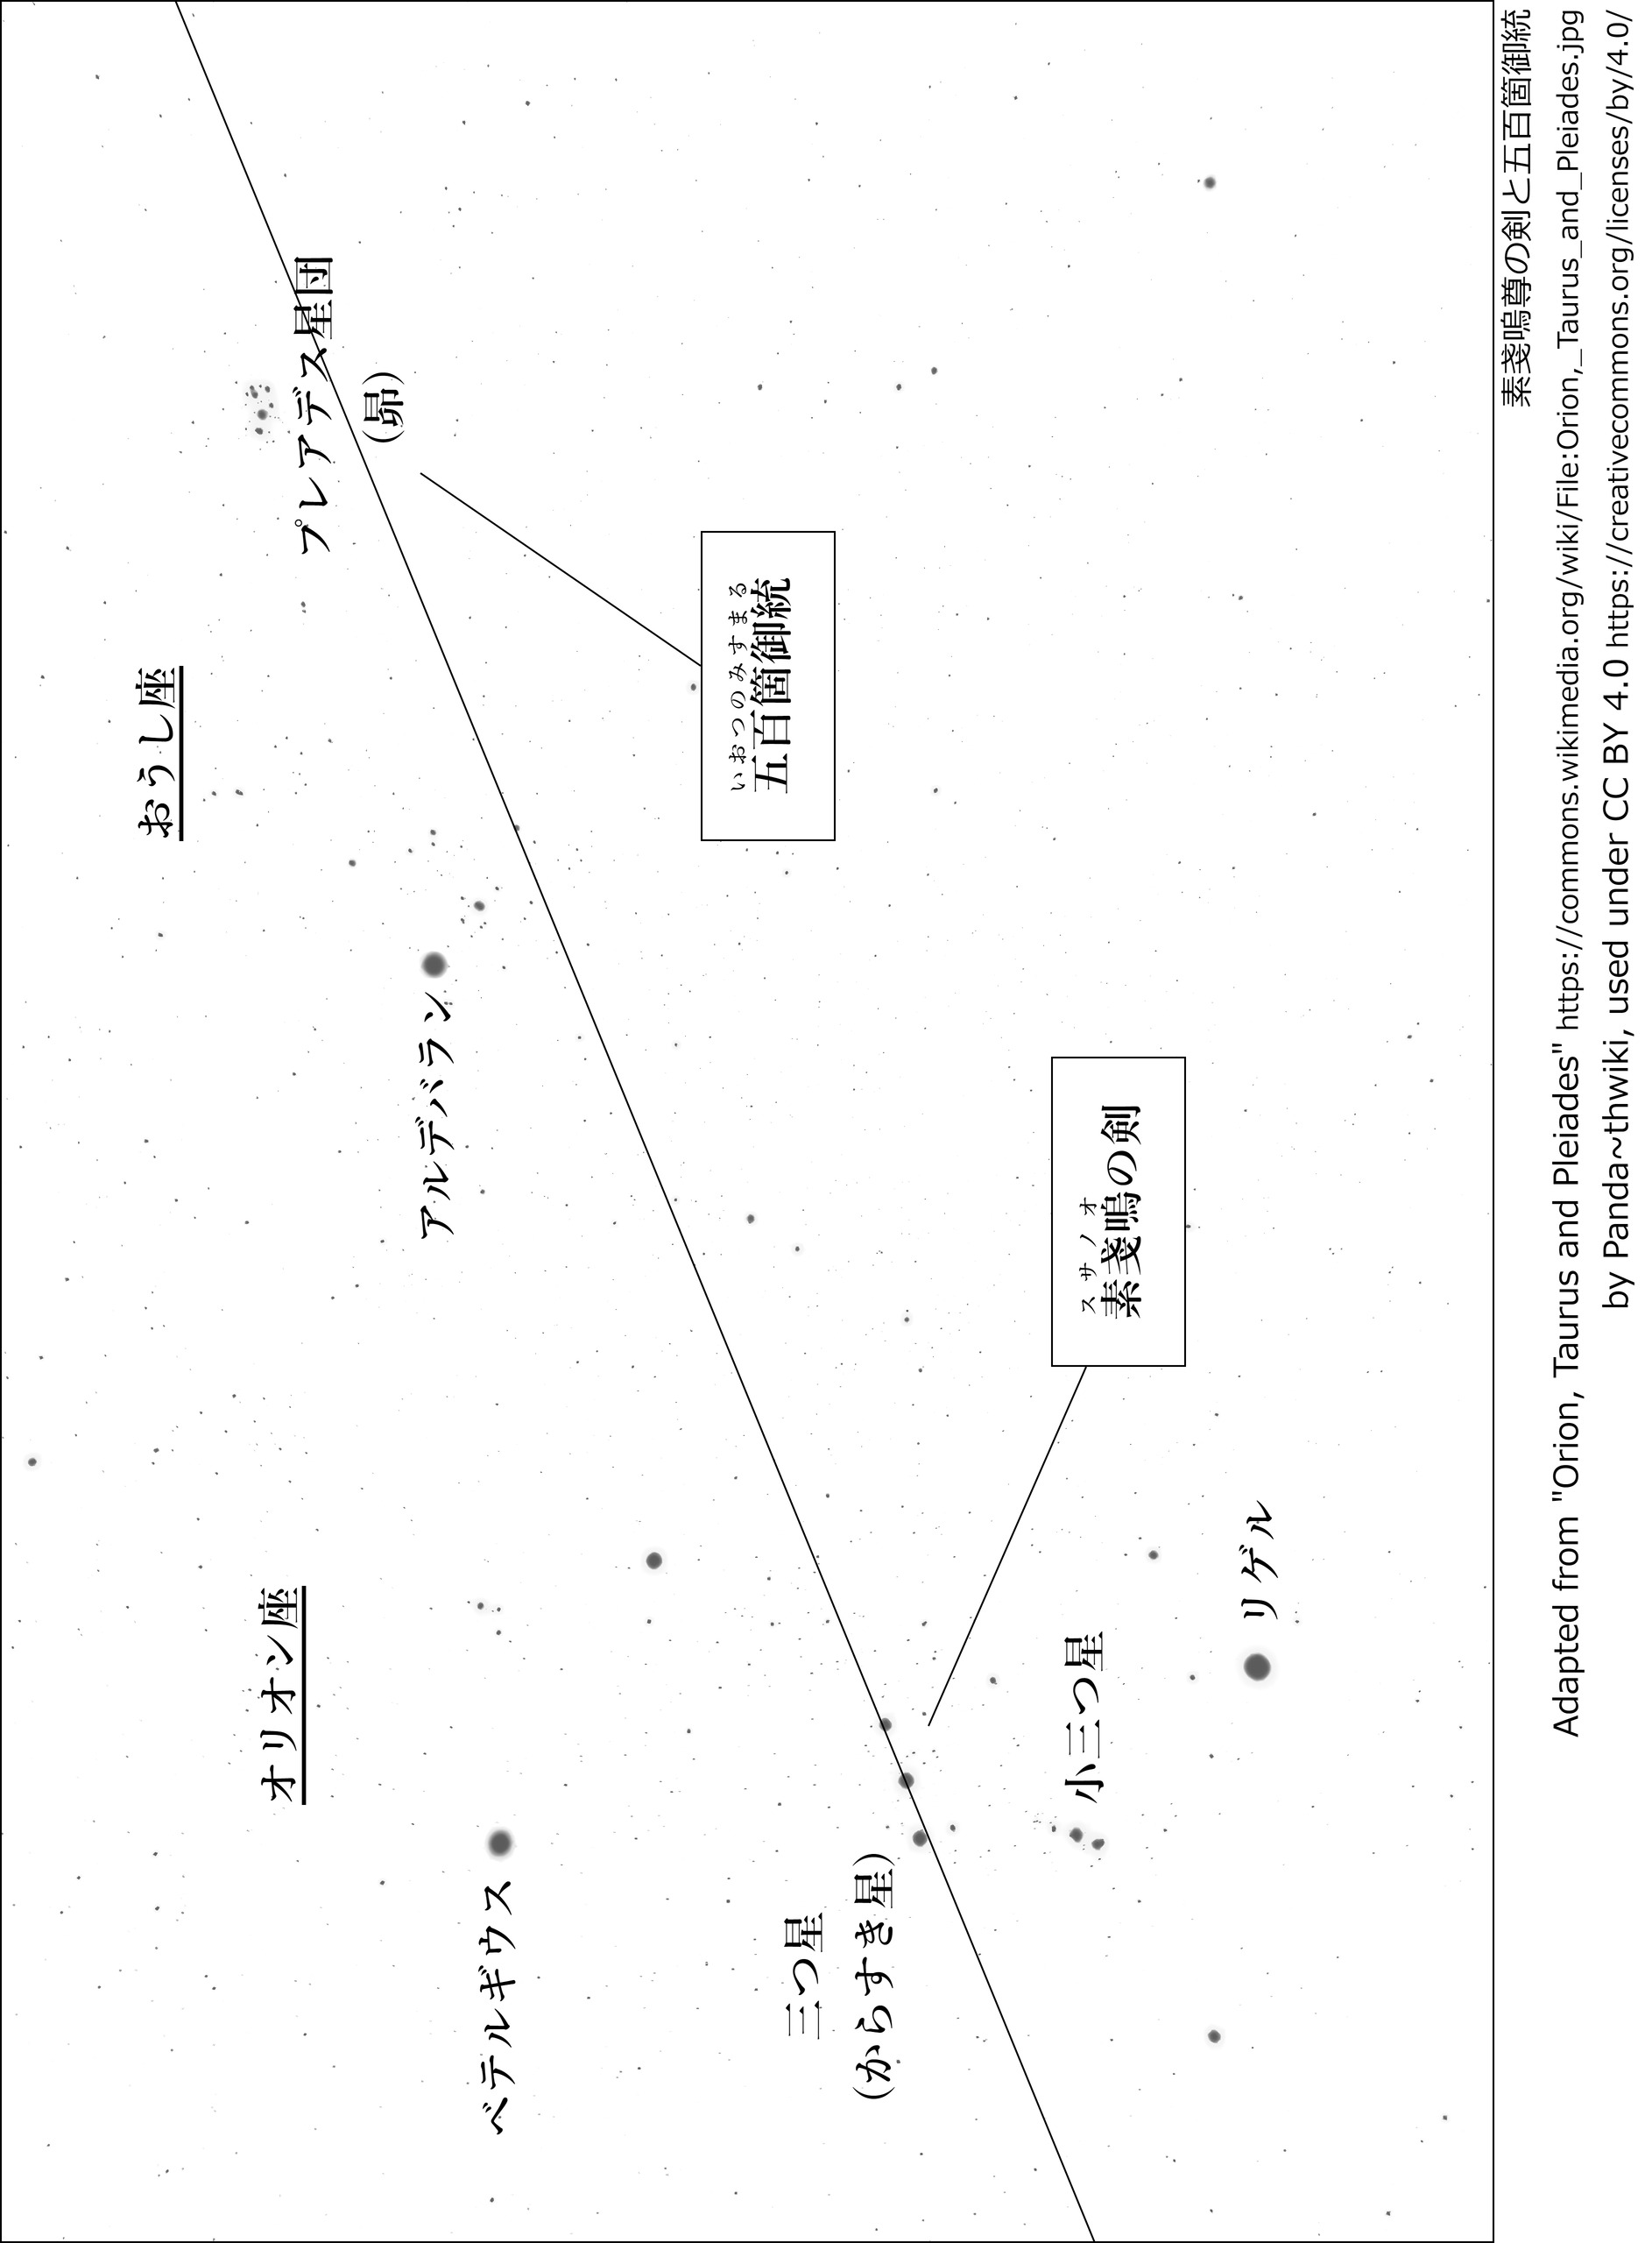 おうし座
プレアデス星団
(昴)
アルデバラン
いおつのみすまる
五百箇御統
オリオン座
ベテルギウス
スサノオ
素戔嗚の剣
三つ星
(からすき星)
小三つ星
リゲル
素戔嗚尊の剣と五百箇御統
Adapted from "Orion, Taurus and Pleiades" https://commons.wikimedia.org/wiki/File:Orion,_Taurus_and_Pleiades.jpg
by Panda~thwiki, used under CC BY 4.0 https://creativecommons.org/licenses/by/4.0/